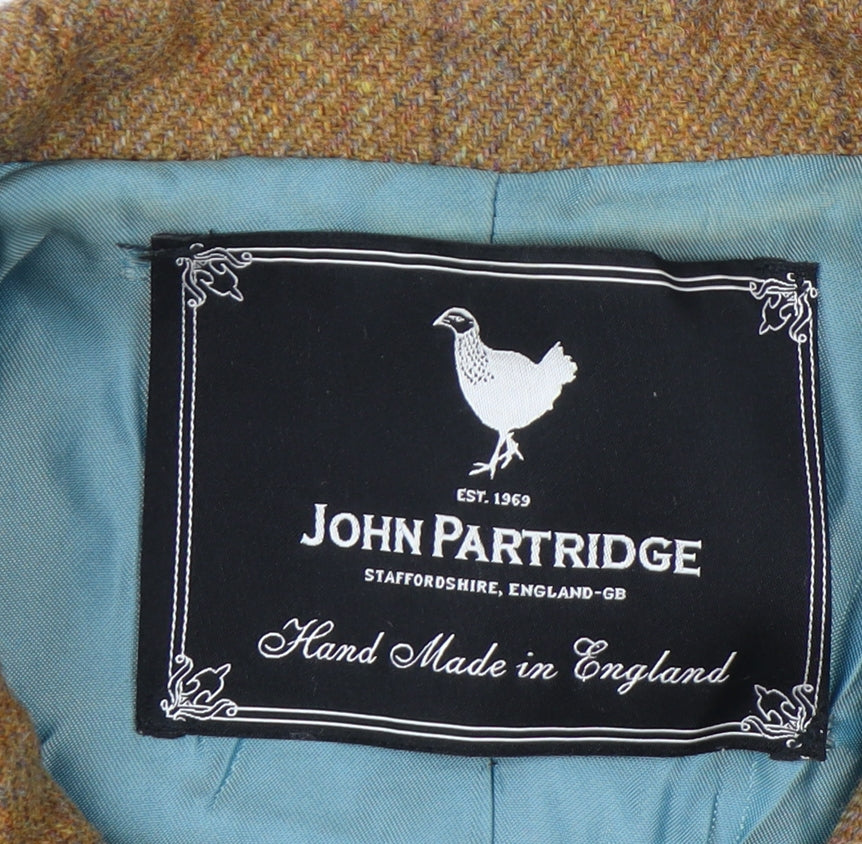 EST. 1969
JOHN PARTRIDGE
STAFFORDSHIRE, ENGLAND-GB
Hand Made in England